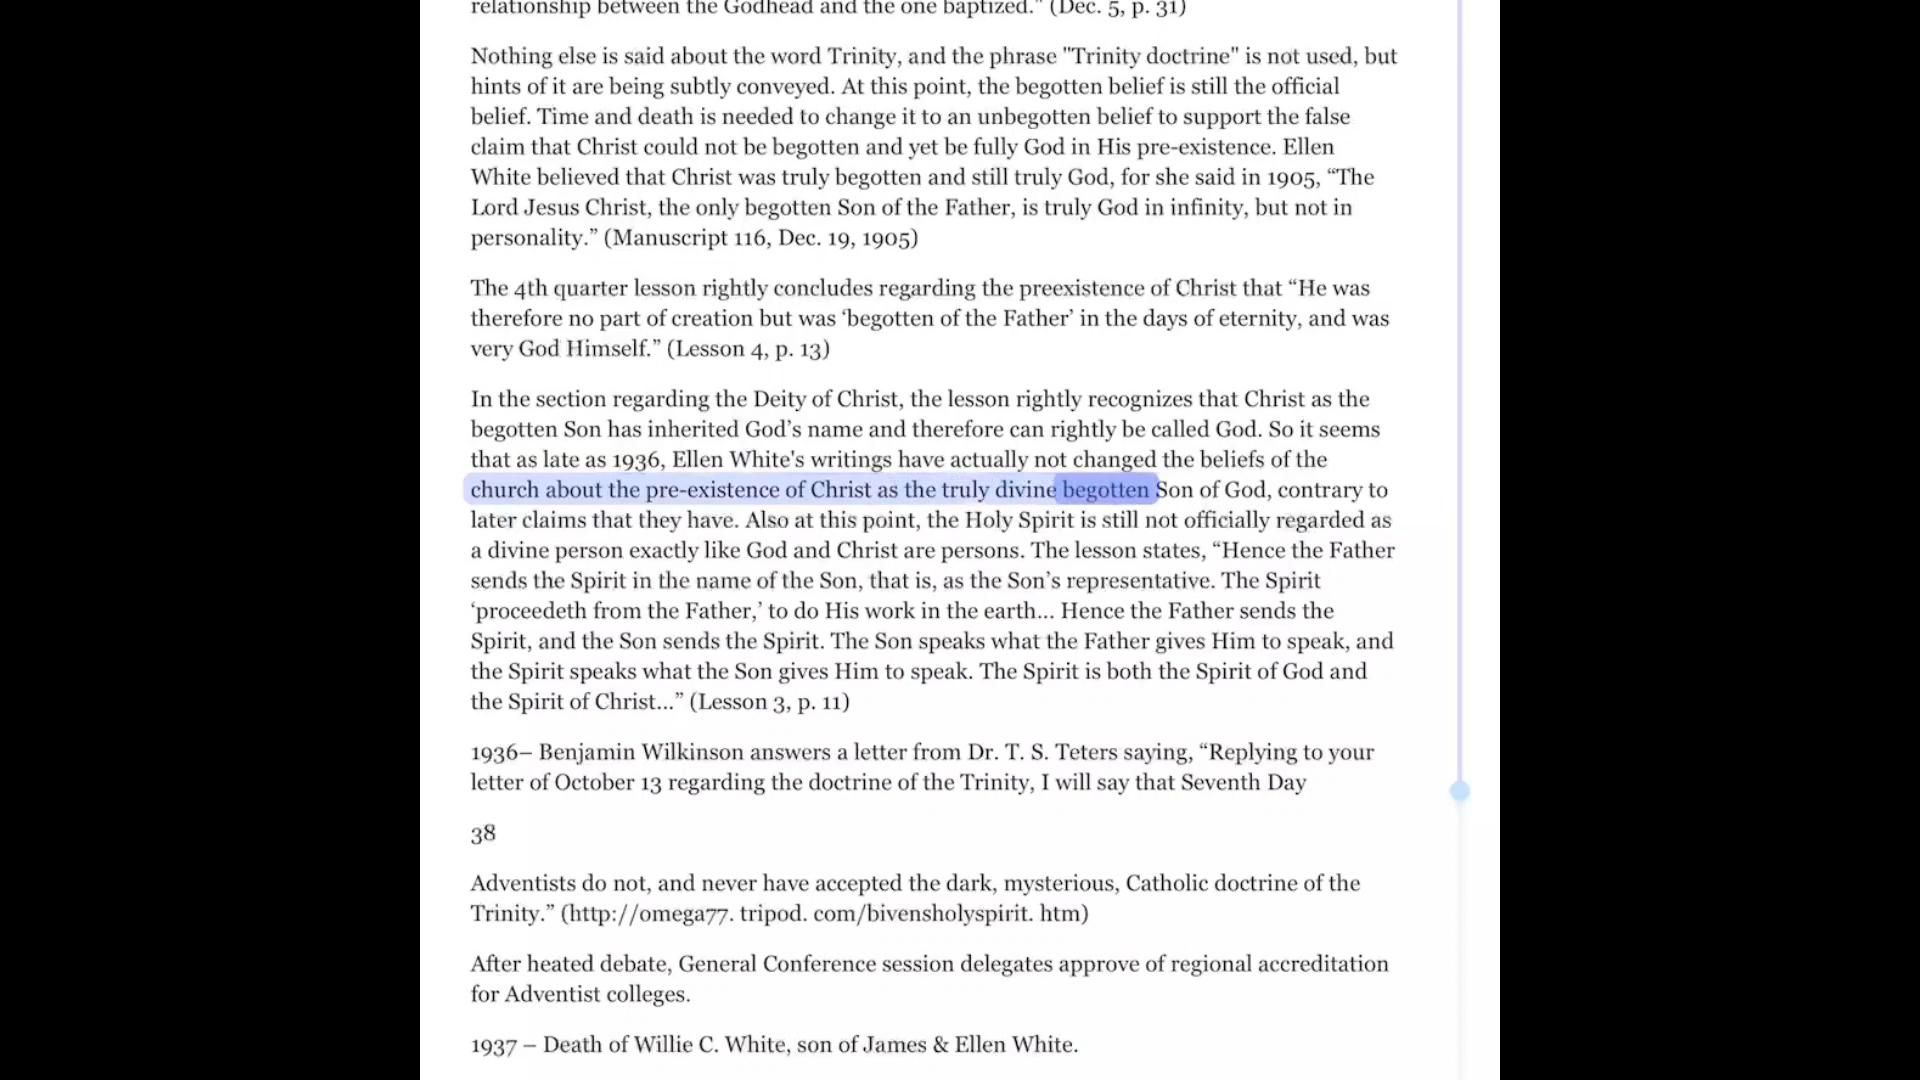 relationship between the Godhead and the one baptized." (Dec. 5, p. 31)
Nothing else is said about the word Trinity, and the phrase "Trinity doctrine" is not used, but
hints of it are being subtly conveyed. At this point, the begotten belief is still the official
belief. Time and death is needed to change it to an unbegotten belief to support the false
claim that Christ could not be begotten and yet be fully God in His pre-existence. Ellen
White believed that Christ was truly begotten and still truly God, for she said in 1905, “The
Lord Jesus Christ, the only begotten Son of the Father, is truly God in infinity, but not in
personality.” (Manuscript 116, Dec. 19, 1905)
The 4th quarter lesson rightly concludes regarding the preexistence of Christ that “He was
therefore no part of creation but was ‘begotten of the Father’ in the days of eternity, and was
very God Himself.” (Lesson 4, p. 13)
In the section regarding the Deity of Christ, the lesson rightly recognizes that Christ as the
begotten Son has inherited God’s name and therefore can rightly be called God. So it seems
that as late as 1936, Ellen White's writings have actually not changed the beliefs of the
church about the pre-existence of Christ as the truly divine begotten Son of God, contrary to
later claims that they have. Also at this point, the Holy Spirit is still not officially regarded as
a divine person exactly like God and Christ are persons. The lesson states, “Hence the Father
sends the Spirit in the name of the Son, that is, as the Son’s representative. The Spirit
‘proceedeth from the Father,’ to do His work in the earth... Hence the Father sends the
Spirit, and the Son sends the Spirit. The Son speaks what the Father gives Him to speak, and
the Spirit speaks what the Son gives Him to speak. The Spirit is both the Spirit of God and
the Spirit of Christ...” (Lesson 3, p. 11)
1936– Benjamin Wilkinson answers a letter from Dr. T. S. Teters saying, “Replying to your
letter of October 13 regarding the doctrine of the Trinity, I will say that Seventh Day
38
Adventists do not, and never have accepted the dark, mysterious, Catholic doctrine of the
Trinity.” (http://omega77. tripod. com/bivensholyspirit. htm)
After heated debate, General Conference session delegates approve of regional accreditation
for Adventist colleges.
1937 – Death of Willie C. White, son of James & Ellen White.